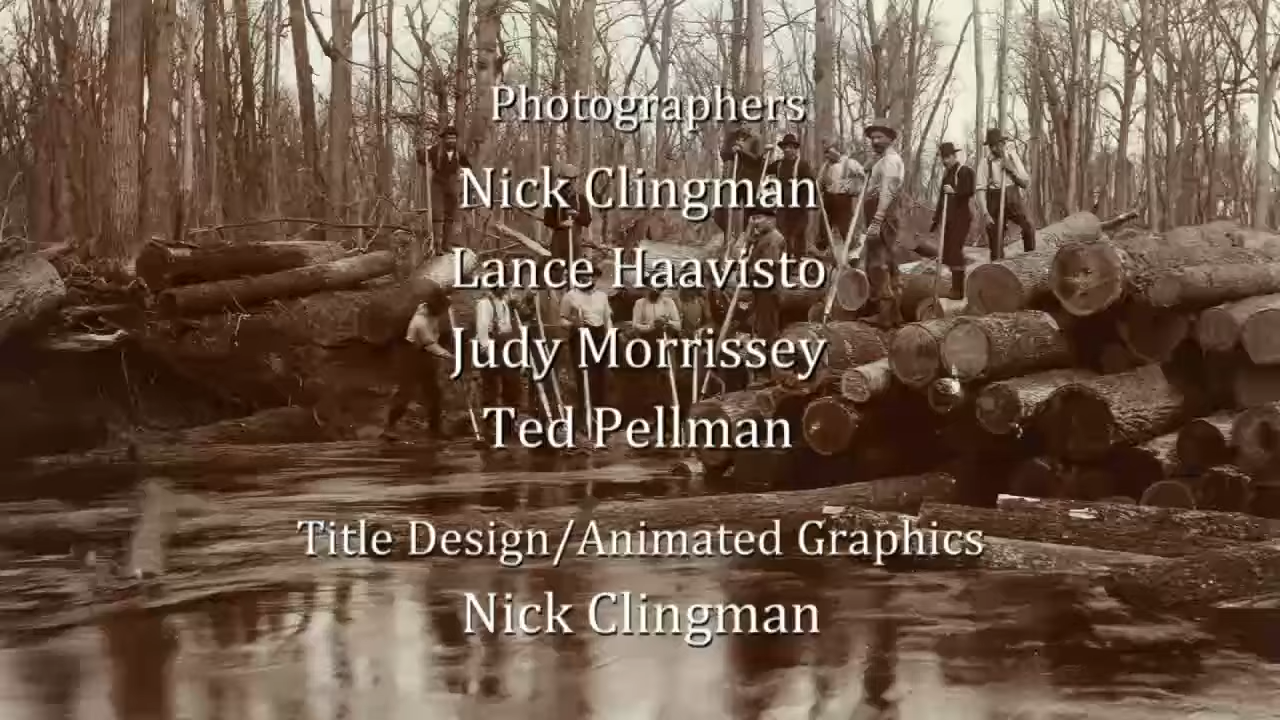 Photographers
Nick Clingman
Lance Haavisto
Judy Morrissey
Ted Pellman
Title Design/Animated Graphics
Nick Clingman